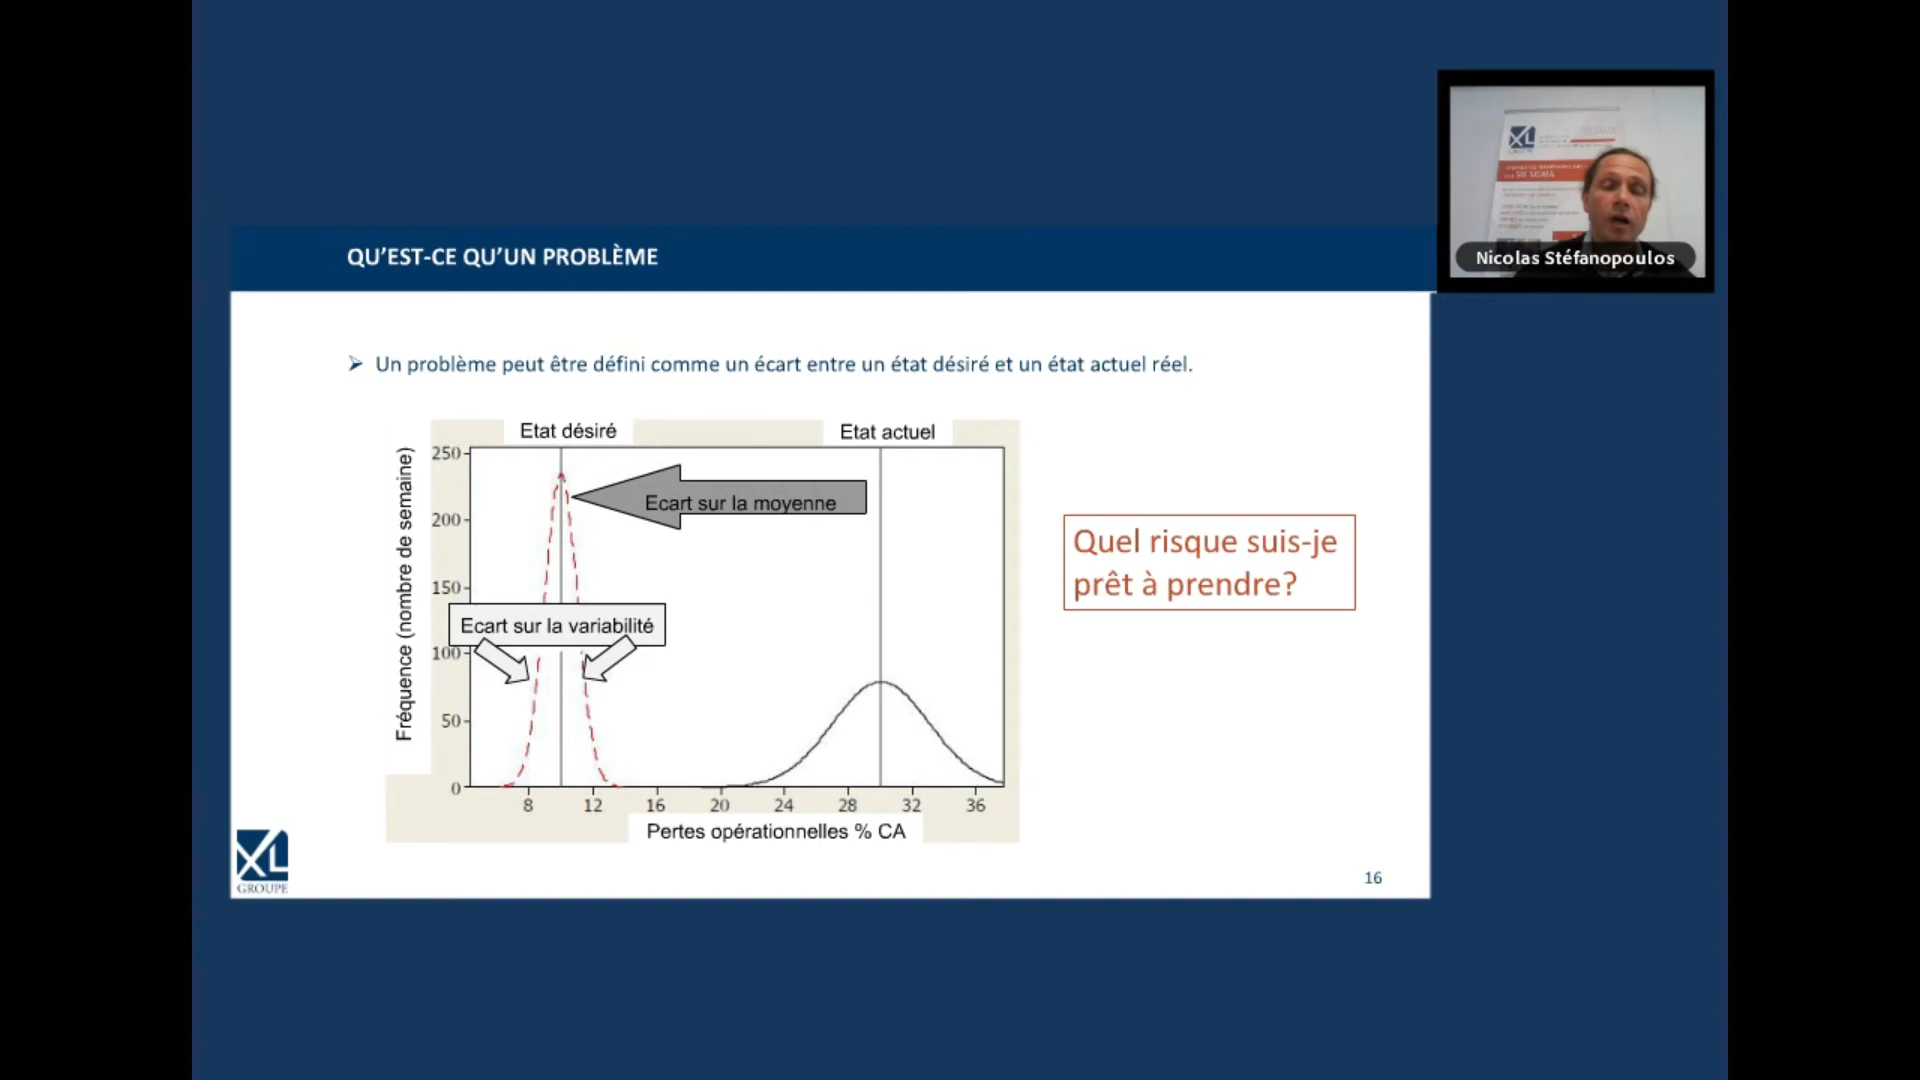 QU’EST-CE QU’UN PROBLÈME
XL
SIX SIGMA
Nicolas Stéfanopoulos
➢ Un problème peut être défini comme un écart entre un état désiré et un état actuel réel.
Etat désiré
Etat actuel
Fréquence (nombre de semaine)
250
200
150
100
50
0
Ecart sur la moyenne
Ecart sur la variabilité
8 12 16 20 24 28 32 36
Pertes opérationnelles % CA
Quel risque suis-je
prêt à prendre?
XL
GROUPE
16